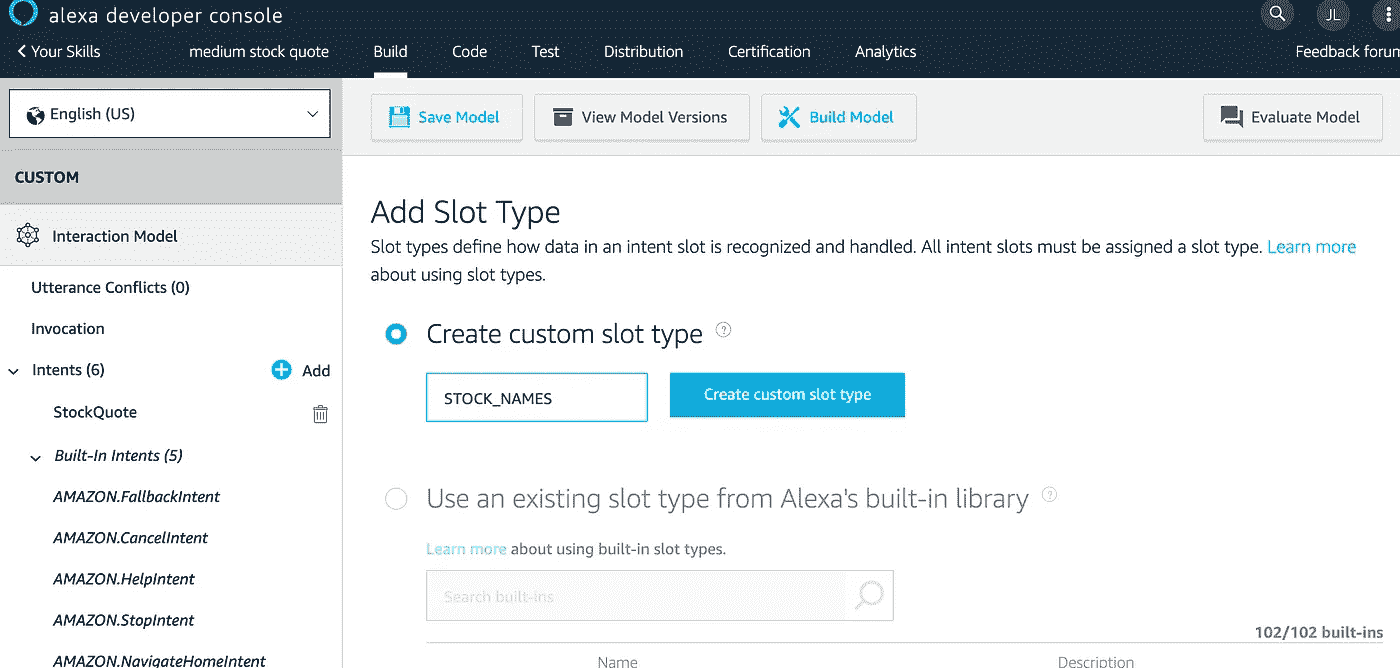 alexa developer console
JL
Your Skills
medium stock quote
Build
Code
Test
Distribution
Certification
Analytics
Feedback forun
English (US)
Save Model
View Model Versions
Build Model
Evaluate Model
CUSTOM
Interaction Model
Utterance Conflicts (0)
Invocation
Intents (6)
Add
StockQuote
Built-In Intents (5)
AMAZON.FallbackIntent
AMAZON.CancelIntent
AMAZON.HelpIntent
AMAZON.StopIntent
AMAZON.NavigateHomeIntent
Add Slot Type
Slot types define how data in an intent slot is recognized and handled. All intent slots must be assigned a slot type. Learn more
about using slot types.
Create custom slot type ?
STOCK_NAMES
Create custom slot type
Use an existing slot type from Alexa's built-in library ?
Learn more about using built-in slot types.
Search built-ins
102/102 built-ins
Name
Description